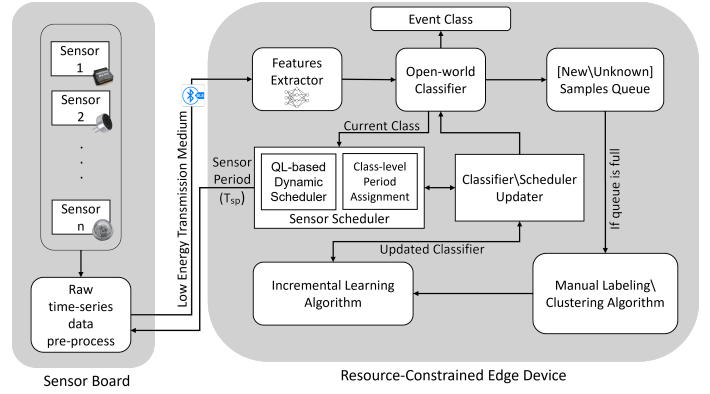 Event Class
Sensor
1
Sensor
2
.
.
.
Sensor
n
Raw
time-series
data
pre-process
Sensor Board
Low Energy Transmission Medium
Features
Extractor
Open-world
Classifier
[New\Unknown]
Samples Queue
Current Class
Sensor
Period
(Tsp)
QL-based
Dynamic
Scheduler
Class-level
Period
Assignment
Sensor Scheduler
Classifier\Scheduler
Updater
If queue is full
Updated Classifier
Incremental Learning
Algorithm
Manual Labeling\
Clustering Algorithm
Resource-Constrained Edge Device